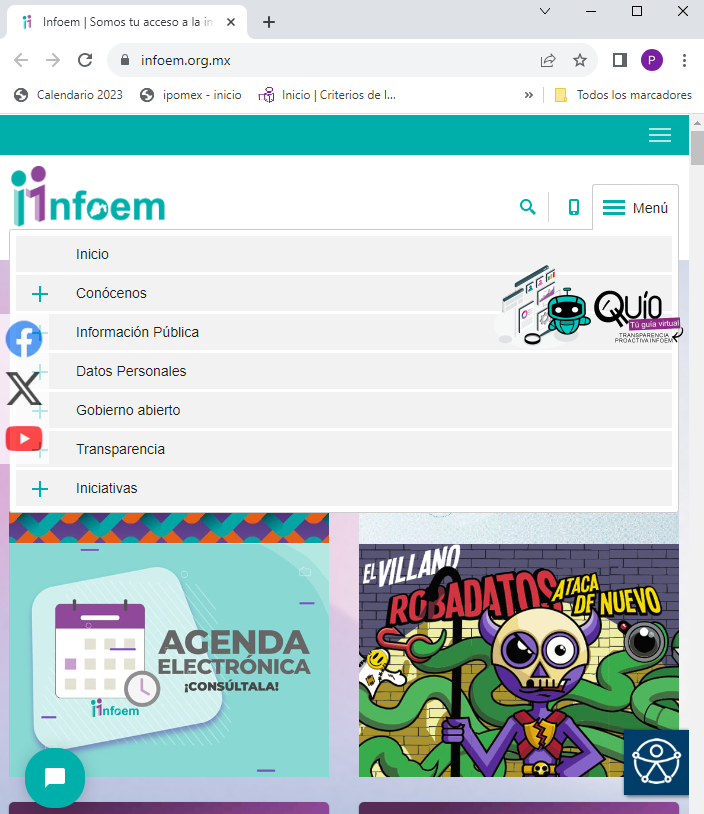 Infoem | Somos tu acceso a la in
infoem.org.mx
P
Calendario 2023
ipomex - inicio
Inicio | Criterios de I...
»
Todos los marcadores
infoem
Menú
Inicio
Conócenos
Información Pública
Datos Personales
Gobierno abierto
Transparencia
Iniciativas
Quío
Tú guía virtual
TRANSPARENCIA
PROACTIVA INFOEM
AGENDA
ELECTRÓNICA
¡CONSÚLTALA!
infoem
EL VILLANO
ROBADATOS
ATACA
DE NUEVO